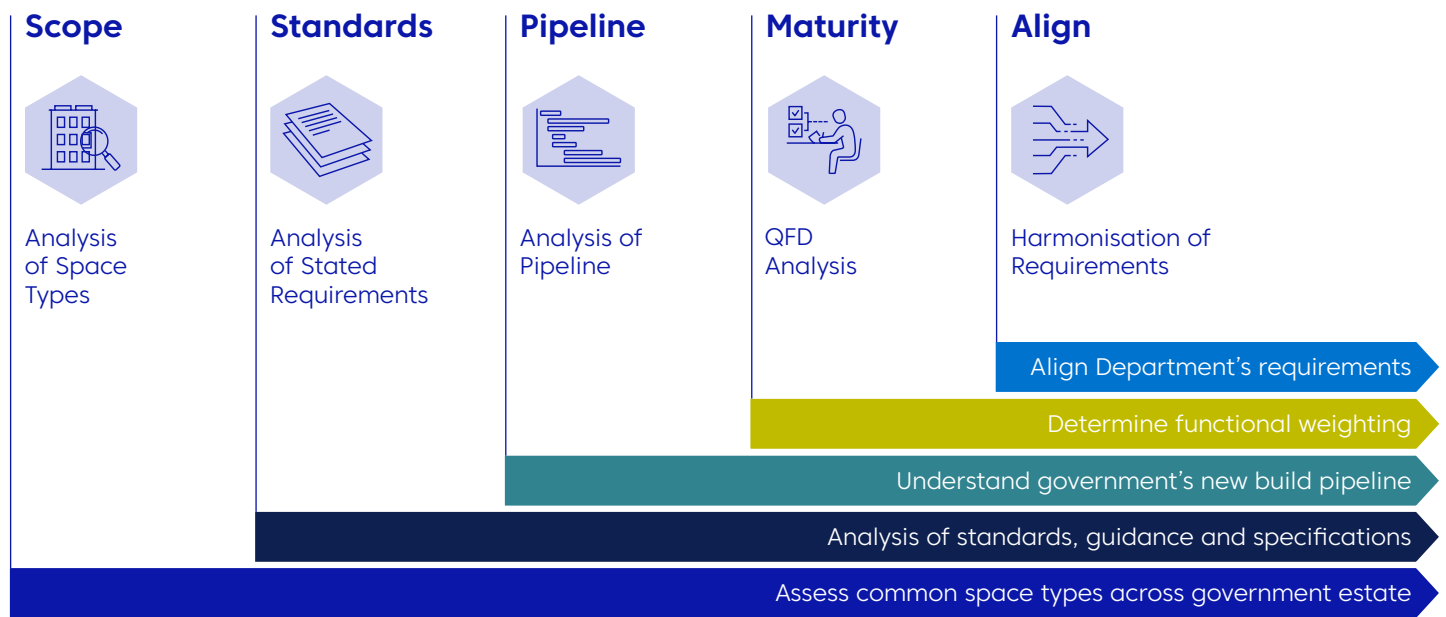 Scope
Standards
Pipeline
Maturity
Align
Analysis
of Space
Types
Analysis
of Stated
Requirements
Analysis of
Pipeline
QFD
Analysis
Harmonisation of
Requirements
Align Department’s requirements
Determine functional weighting
Understand government’s new build pipeline
Analysis of standards, guidance and specifications
Assess common space types across government estate